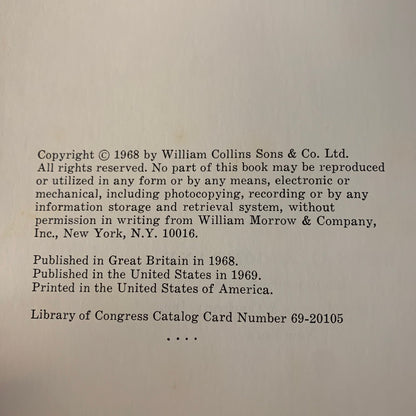 Copyright © 1968 by William Collins Sons & Co. Ltd.
All rights reserved. No part of this book may be reproduced
or utilized in any form or by any means, electronic or
mechanical, including photocopying, recording or by any
information storage and retrieval system, without
permission in writing from William Morrow & Company,
Inc., New York, N.Y. 10016.
Published in Great Britain in 1968.
Published in the United States in 1969.
Printed in the United States of America.
Library of Congress Catalog Card Number 69-20105
. . . .